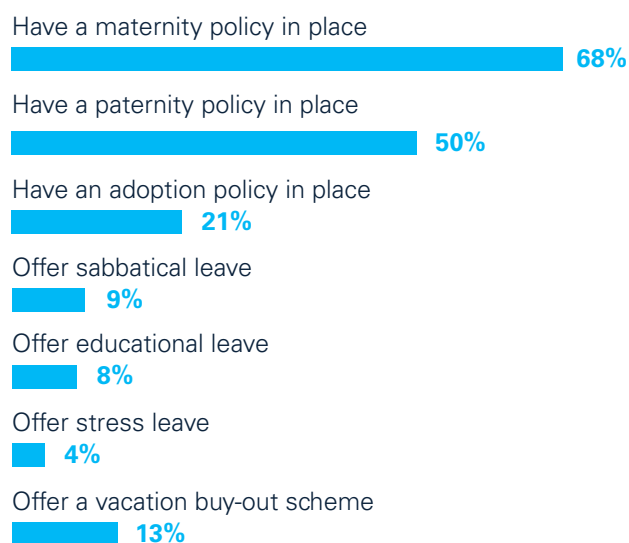 Have a maternity policy in place
68%
Have a paternity policy in place
50%
Have an adoption policy in place
21%
Offer sabbatical leave
9%
Offer educational leave
8%
Offer stress leave
4%
Offer a vacation buy-out scheme
13%